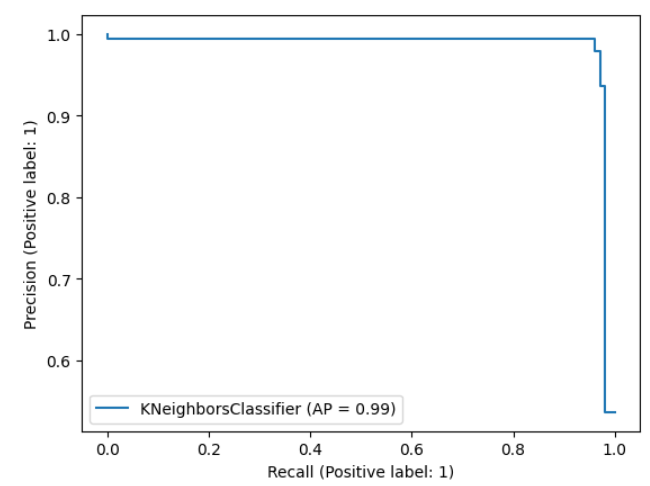 1.0
0.9
0.8
0.7
0.6
Precision (Positive label: 1)
KNeighborsClassifier (AP = 0.99)
0.0 0.2 0.4 0.6 0.8 1.0
Recall (Positive label: 1)